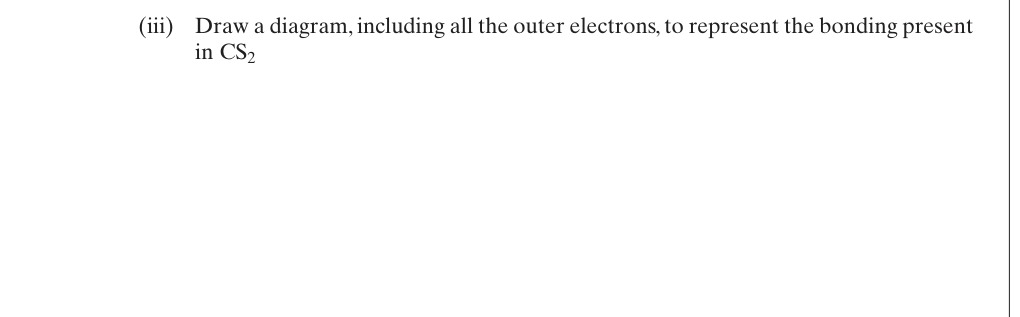 (iii) Draw a diagram, including all the outer electrons, to represent the bonding present
in CS₂